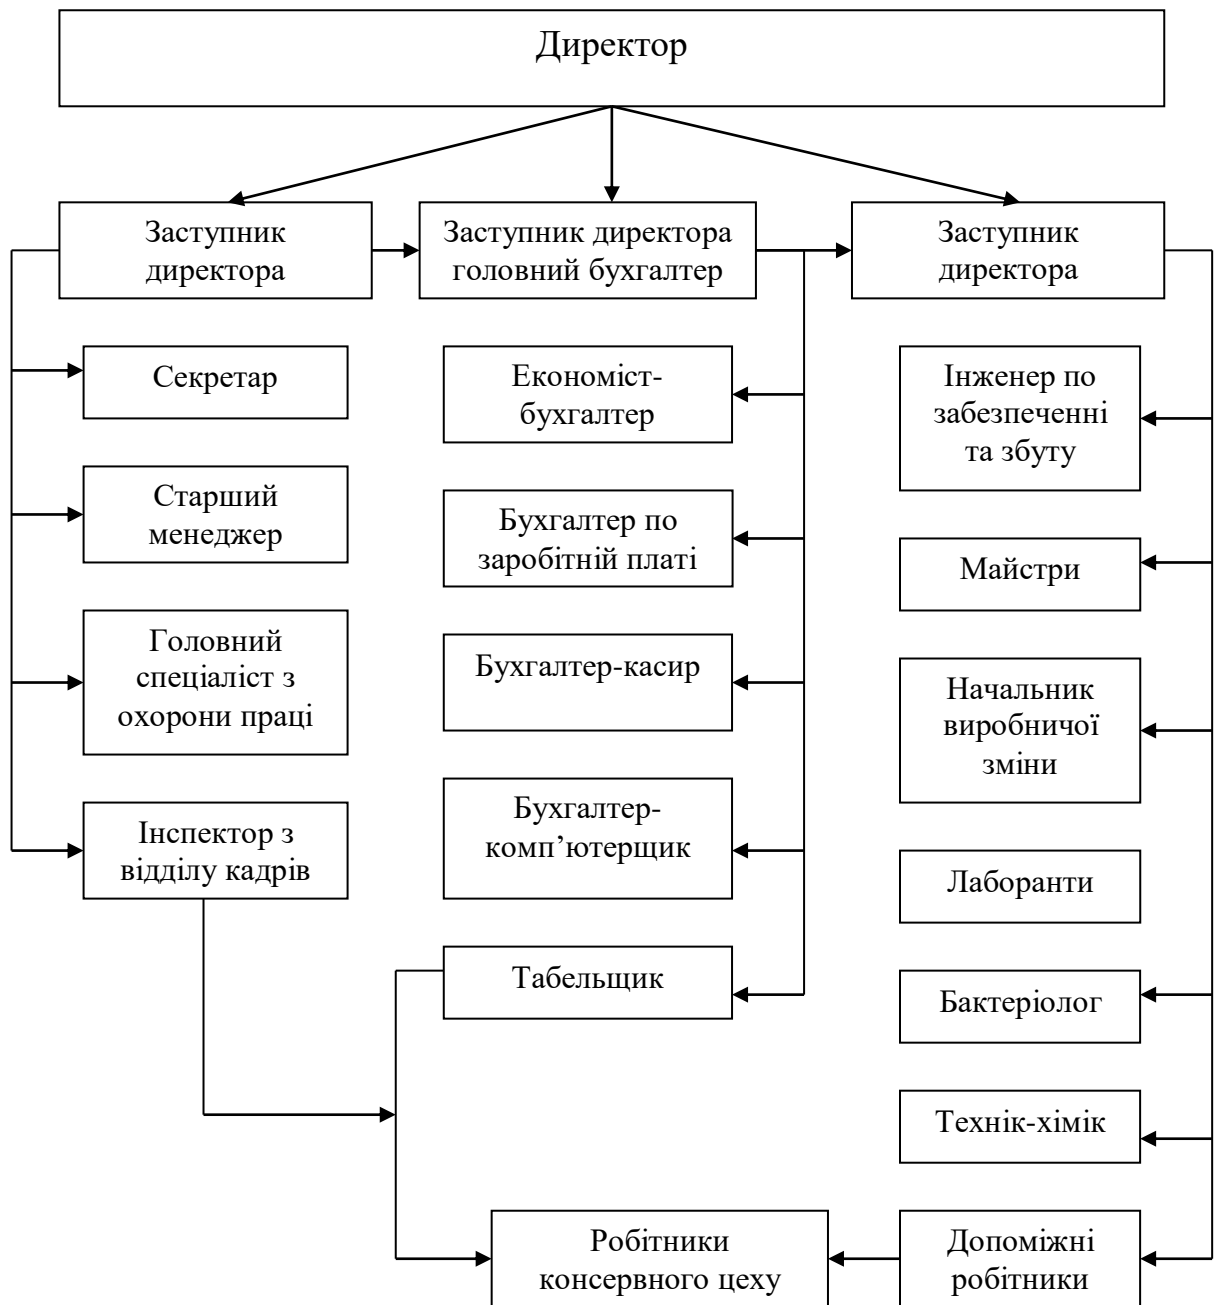 Директор
Заступник
директора
Заступник директора
головний бухгалтер
Заступник
директора
Секретар
Старший
менеджер
Головний
спеціаліст з
охорони праці
Інспектор з
відділу кадрів
Економіст-
бухгалтер
Бухгалтер по
заробітній платі
Бухгалтер-касир
Бухгалтер-
комп’ютерщик
Табельщик
Інженер по
забезпеченні
та збуту
Майстри
Начальник
виробничої
зміни
Лаборанти
Бактеріолог
Технік-хімік
Робітники
консервного цеху
Допоміжні
робітники